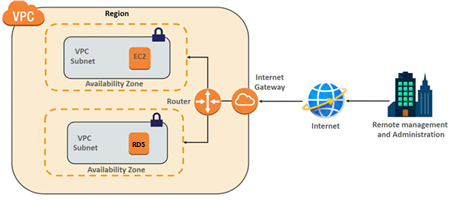 VPC
Region
VPC
Subnet
EC2
Availability Zone
Router
Internet
Gateway
VPC
Subnet
RDS
Availability Zone
Internet
Remote management
and Administration